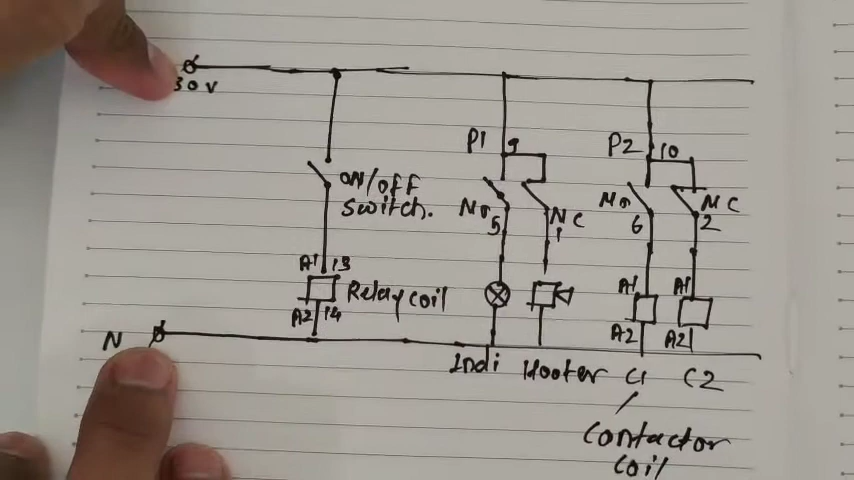 30V
P1 9
P2 10
ON/OFF
Switch.
NO
5
NC
1
NO
6
NC
2
A1 13
Relay coil
A2 14
A1
A2
A1
A2
N
Indi
Hooter
C1
C2
Contactor
Coil